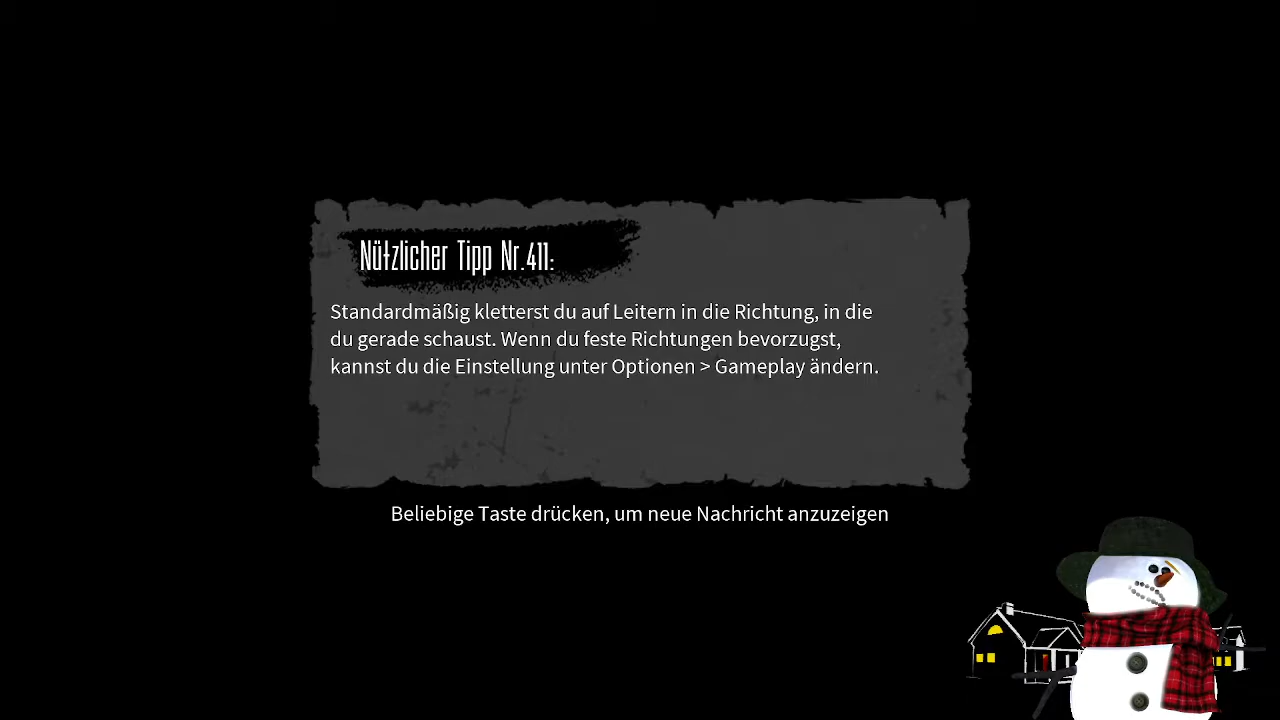 Nützlicher Tipp Nr.411:
Standardmäßig kletterst du auf Leitern in die Richtung, in die
du gerade schaust. Wenn du feste Richtungen bevorzugst,
kannst du die Einstellung unter Optionen > Gameplay ändern.
Beliebige Taste drücken, um neue Nachricht anzuzeigen